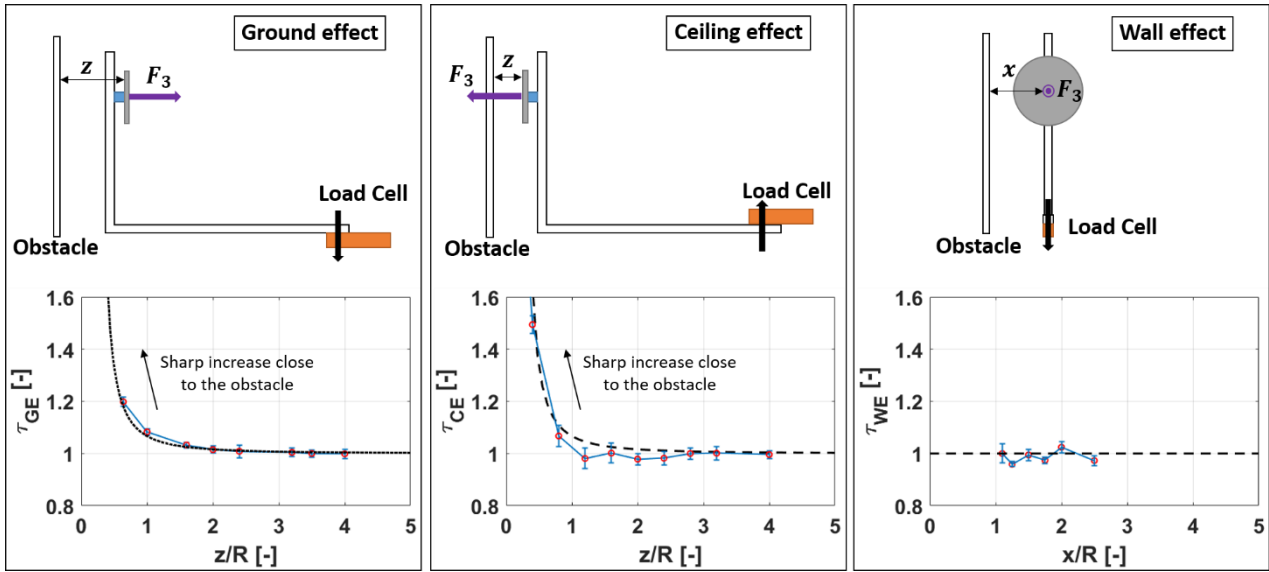 Ground effect
z
F₃
Load Cell
Obstacle
1.6
1.4
1.2
1
0.8
τ_GE [-]
Sharp increase close
to the obstacle
0 1 2 3 4 5
z/R [-]
Ceiling effect
F₃
z
Load Cell
Obstacle
1.6
1.4
1.2
1
0.8
τ_CE [-]
Sharp increase close
to the obstacle
0 1 2 3 4 5
z/R [-]
Wall effect
x
F₃
Load Cell
Obstacle
1.6
1.4
1.2
1
0.8
τ_WE [-]
0 1 2 3 4 5
x/R [-]